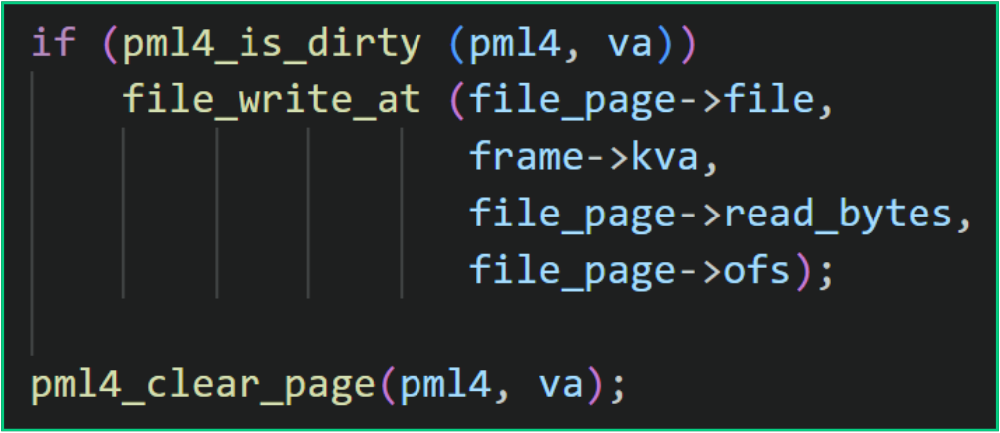 if (pml4_is_dirty (pml4, va))
    file_write_at (file_page->file,
                   frame->kva,
                   file_page->read_bytes,
                   file_page->ofs);

pml4_clear_page(pml4, va);